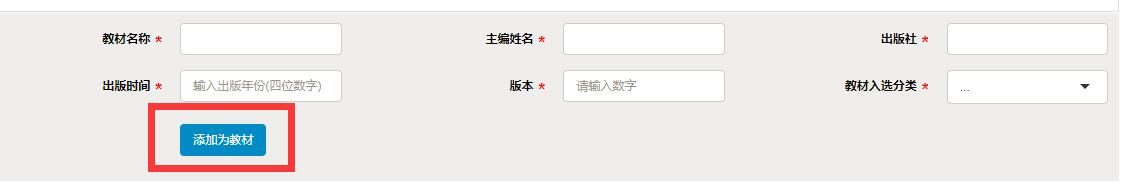 教材名称 * 主编姓名 * 出版社 *
出版时间 * 输入出版年份(四位数字) 版本 * 请输入数字 教材入选分类 * ...
添加为教材